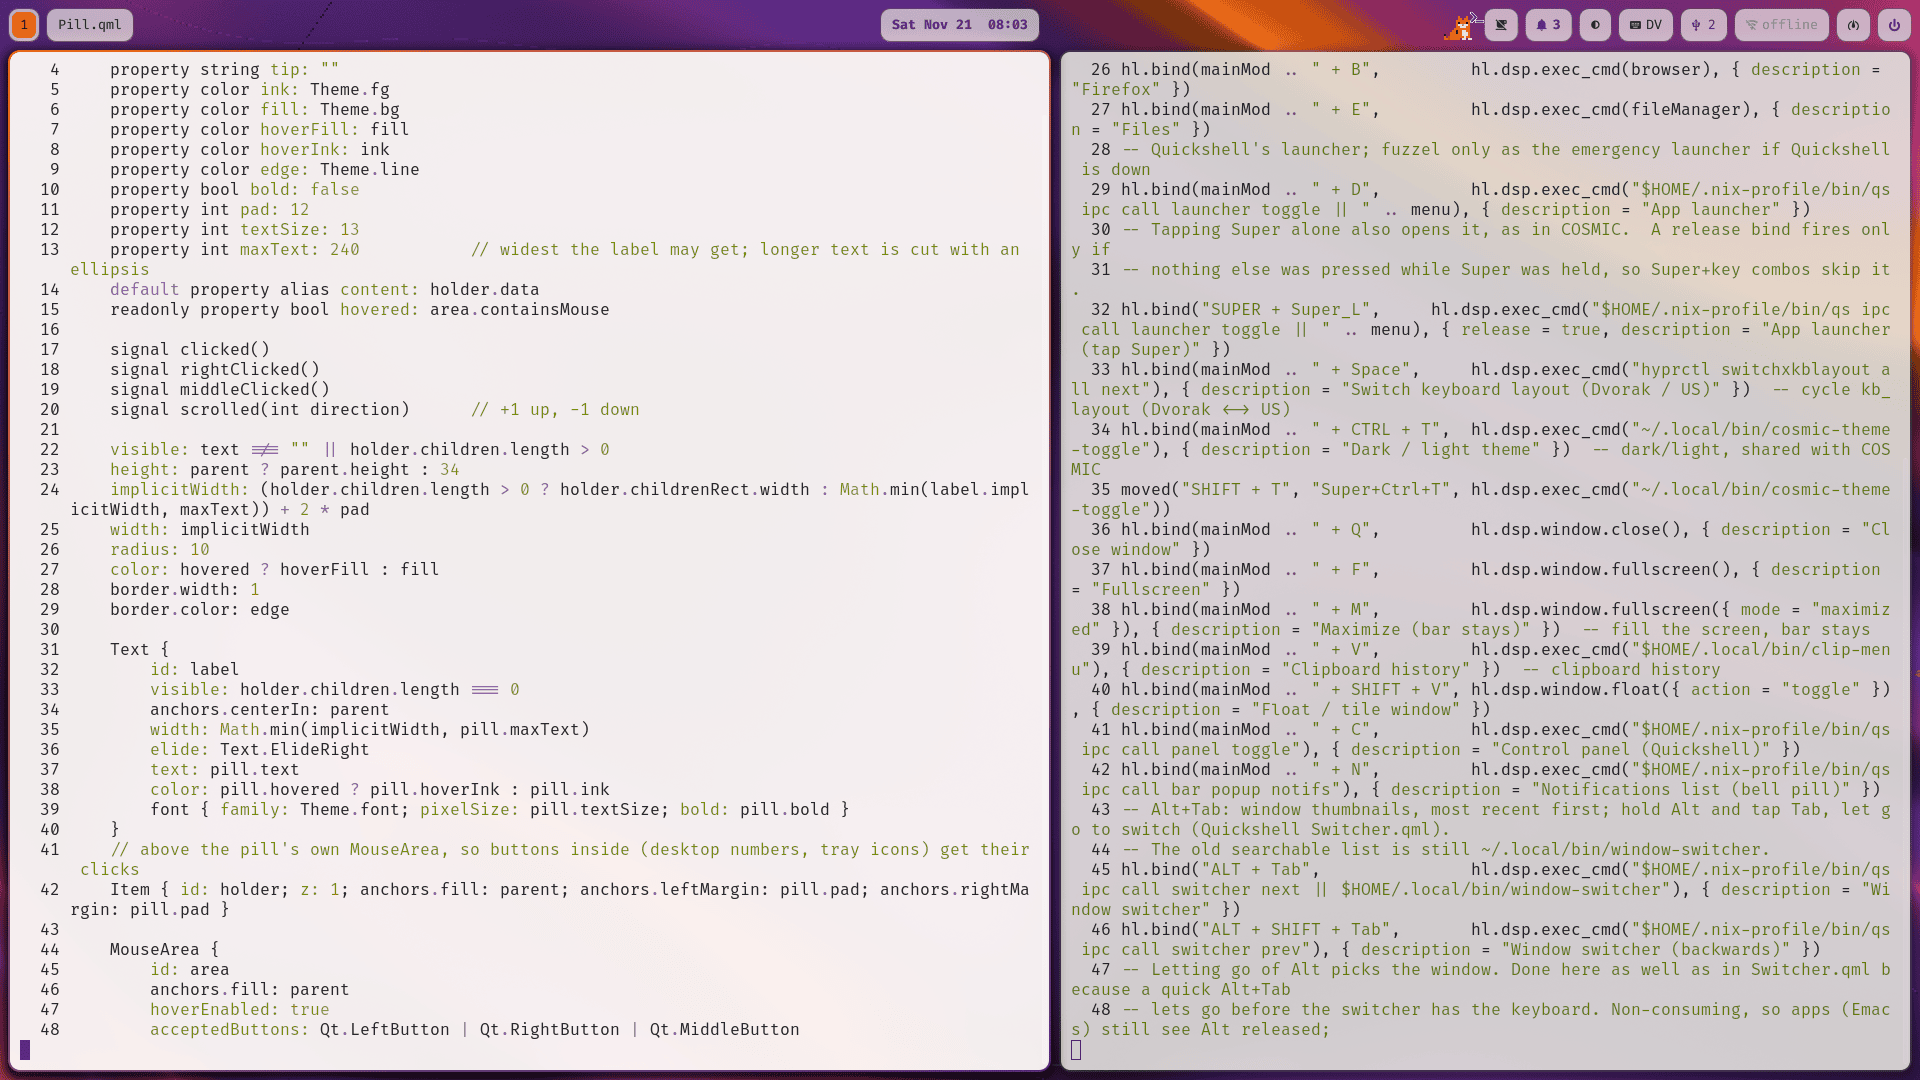 1 Pill.qml Sat Nov 21 08:03 3 DV 2 offline
4 property string tip: ""
5 property color ink: Theme.fg
6 property color fill: Theme.bg
7 property color hoverFill: fill
8 property color hoverInk: ink
9 property color edge: Theme.line
10 property bool bold: false
11 property int pad: 12
12 property int textSize: 13
13 property int maxText: 240 // widest the label may get; longer text is cut with an
ellipsis
14 default property alias content: holder.data
15 readonly property bool hovered: area.containsMouse
16
17 signal clicked()
18 signal rightClicked()
19 signal middleClicked()
20 signal scrolled(int direction) // +1 up, -1 down
21
22 visible: text !== "" || holder.children.length > 0
23 height: parent ? parent.height : 34
24 implicitWidth: (holder.children.length > 0 ? holder.childrenRect.width : Math.min(label.impl
icitWidth, maxText)) + 2 * pad
25 width: implicitWidth
26 radius: 10
27 color: hovered ? hoverFill : fill
28 border.width: 1
29 border.color: edge
30
31 Text {
32 id: label
33 visible: holder.children.length === 0
34 anchors.centerIn: parent
35 width: Math.min(implicitWidth, pill.maxText)
36 elide: Text.ElideRight
37 text: pill.text
38 color: pill.hovered ? pill.hoverInk : pill.ink
39 font { family: Theme.font; pixelSize: pill.textSize; bold: pill.bold }
40 }
41 // above the pill's own MouseArea, so buttons inside (desktop numbers, tray icons) get their
clicks
42 Item { id: holder; z: 1; anchors.fill: parent; anchors.leftMargin: pill.pad; anchors.rightMa
rgin: pill.pad }
43
44 MouseArea {
45 id: area
46 anchors.fill: parent
47 hoverEnabled: true
48 acceptedButtons: Qt.LeftButton | Qt.RightButton | Qt.MiddleButton
26 hl.bind(mainMod .. " + B", hl.dsp.exec_cmd(browser), { description =
"Firefox" })
27 hl.bind(mainMod .. " + E", hl.dsp.exec_cmd(fileManager), { descriptio
n = "Files" })
28 -- Quickshell's launcher; fuzzel only as the emergency launcher if Quickshell
is down
29 hl.bind(mainMod .. " + D", hl.dsp.exec_cmd("$HOME/.nix-profile/bin/qs
ipc call launcher toggle || " .. menu), { description = "App launcher" })
30 -- Tapping Super alone also opens it, as in COSMIC. A release bind fires onl
y if
31 -- nothing else was pressed while Super was held, so Super+key combos skip it
.
32 hl.bind("SUPER + Super_L", hl.dsp.exec_cmd("$HOME/.nix-profile/bin/qs ipc
call launcher toggle || " .. menu), { release = true, description = "App launcher
(tap Super)" })
33 hl.bind(mainMod .. " + Space", hl.dsp.exec_cmd("hyprctl switchxkblayout a
ll next"), { description = "Switch keyboard layout (Dvorak / US)" }) -- cycle kb_
layout (Dvorak <-> US)
34 hl.bind(mainMod .. " + CTRL + T", hl.dsp.exec_cmd("~/.local/bin/cosmic-theme
-toggle"), { description = "Dark / light theme" }) -- dark/light, shared with COS
MIC
35 moved("SHIFT + T", "Super+Ctrl+T", hl.dsp.exec_cmd("~/.local/bin/cosmic-theme
-toggle"))
36 hl.bind(mainMod .. " + Q", hl.dsp.window.close(), { description = "Cl
ose window" })
37 hl.bind(mainMod .. " + F", hl.dsp.window.fullscreen(), { description
= "Fullscreen" })
38 hl.bind(mainMod .. " + M", hl.dsp.window.fullscreen({ mode = "maximiz
ed" }), { description = "Maximize (bar stays)" }) -- fill the screen, bar stays
39 hl.bind(mainMod .. " + V", hl.dsp.exec_cmd("$HOME/.local/bin/clip-men
u"), { description = "Clipboard history" }) -- clipboard history
40 hl.bind(mainMod .. " + SHIFT + V", hl.dsp.window.float({ action = "toggle" })
, { description = "Float / tile window" })
41 hl.bind(mainMod .. " + C", hl.dsp.exec_cmd("$HOME/.nix-profile/bin/qs
ipc call panel toggle"), { description = "Control panel (Quickshell)" })
42 hl.bind(mainMod .. " + N", hl.dsp.exec_cmd("$HOME/.nix-profile/bin/qs
ipc call bar popup notifs"), { description = "Notifications list (bell pill)" })
43 -- Alt+Tab: window thumbnails, most recent first; hold Alt and tap Tab, let g
o to switch (Quickshell Switcher.qml).
44 -- The old searchable list is still ~/.local/bin/window-switcher.
45 hl.bind("ALT + Tab", hl.dsp.exec_cmd("$HOME/.nix-profile/bin/qs
ipc call switcher next || $HOME/.local/bin/window-switcher"), { description = "Wi
ndow switcher" })
46 hl.bind("ALT + SHIFT + Tab", hl.dsp.exec_cmd("$HOME/.nix-profile/bin/qs
ipc call switcher prev"), { description = "Window switcher (backwards)" })
47 -- Letting go of Alt picks the window. Done here as well as in Switcher.qml b
ecause a quick Alt+Tab
48 -- lets go before the switcher has the keyboard. Non-consuming, so apps (Emac
s) still see Alt released;